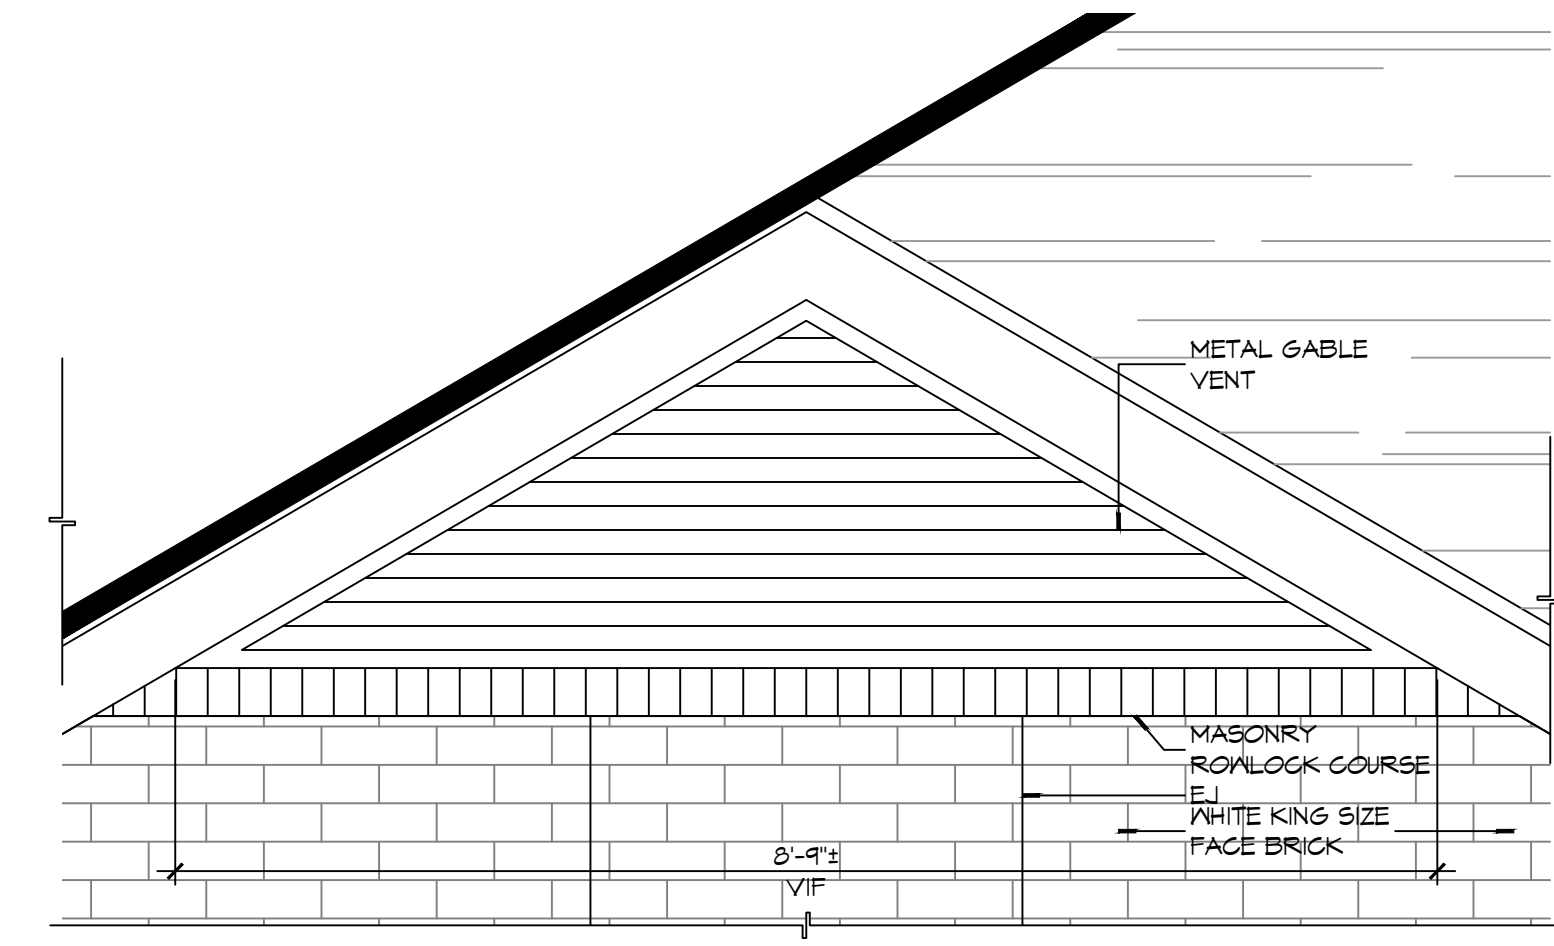 METAL GABLE
VENT
MASONRY
ROWLOCK COURSE
EJ
WHITE KING SIZE
FACE BRICK
8'-9"±
VIF